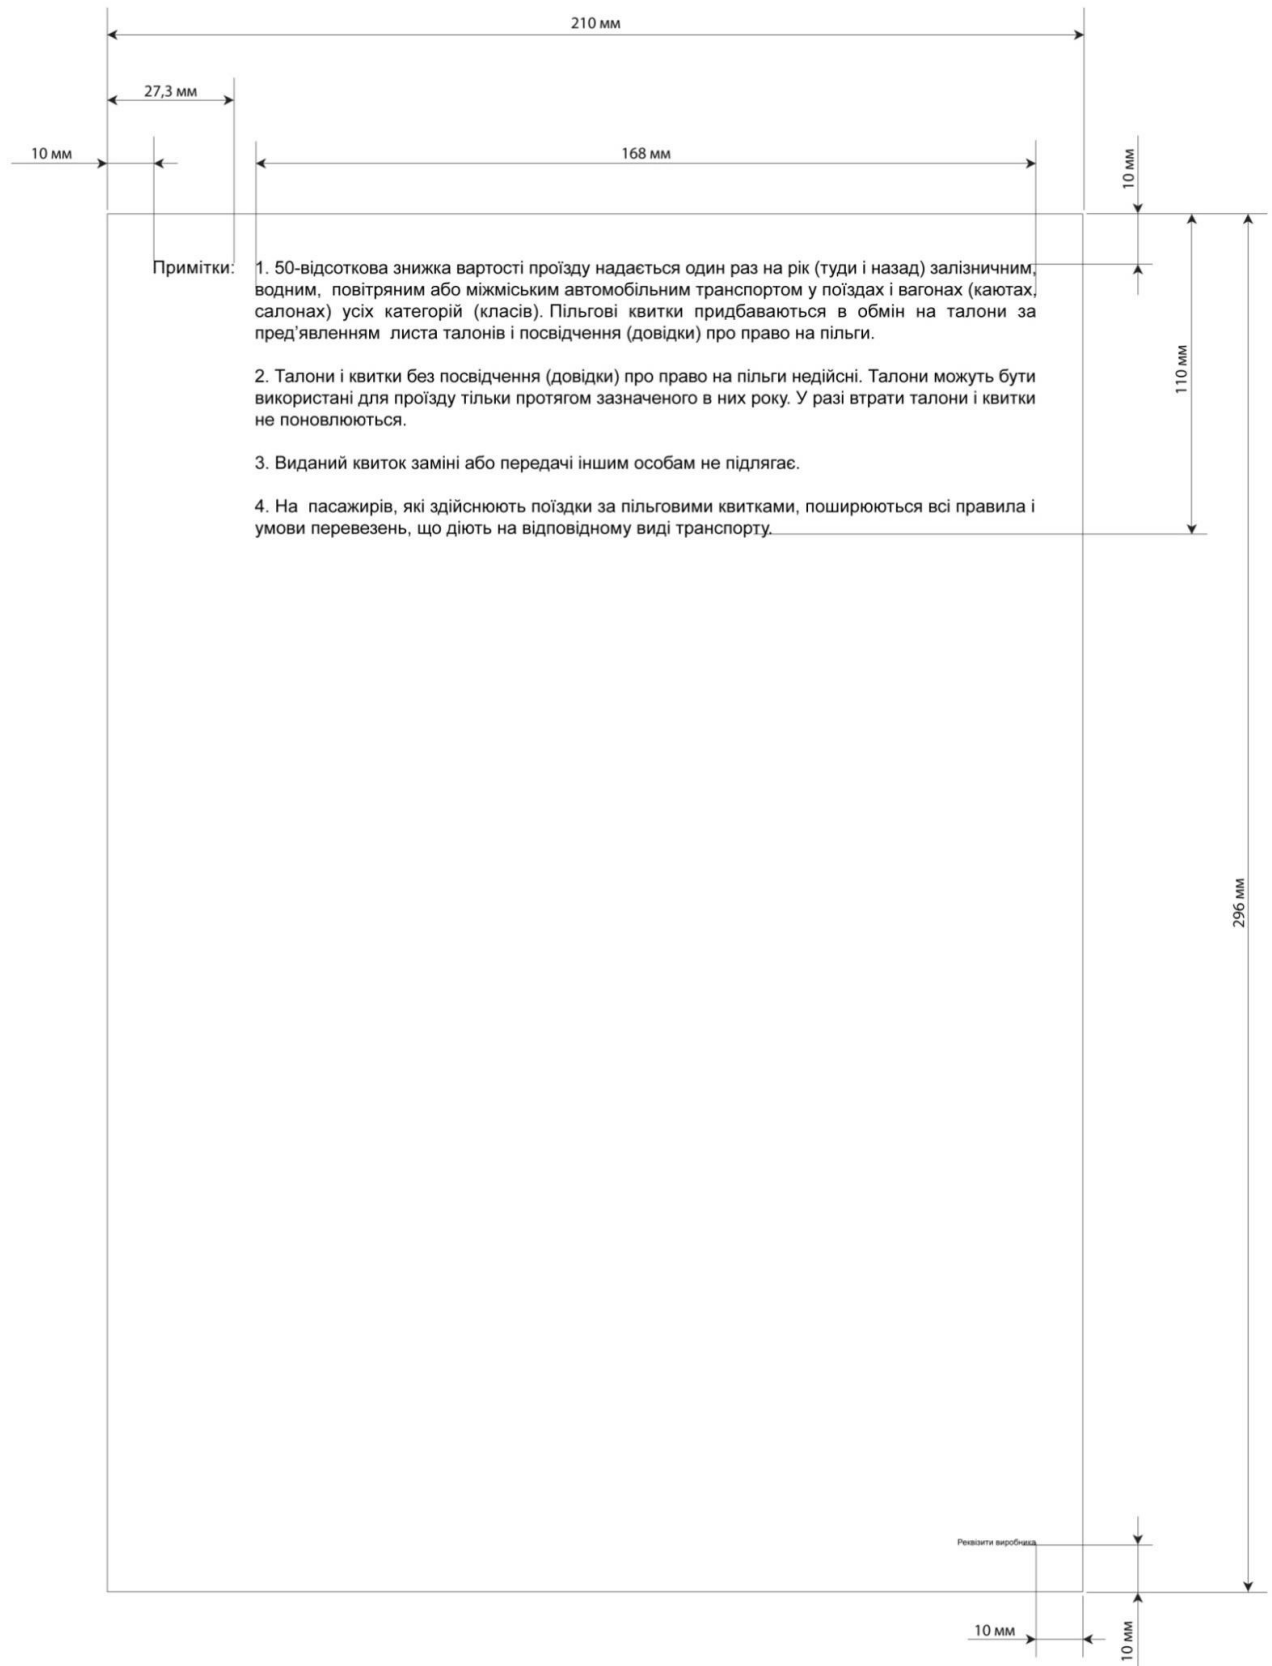 210 мм
27,3 мм
10 мм
168 мм
10 мм
Примітки: 1. 50-відсоткова знижка вартості проїзду надається один раз на рік (туди і назад) залізничним,
водним, повітряним або міжміським автомобільним транспортом у поїздах і вагонах (каютах,
салонах) усіх категорій (класів). Пільгові квитки придбаваються в обмін на талони за
пред’явленням листа талонів і посвідчення (довідки) про право на пільги.
110 мм
2. Талони і квитки без посвідчення (довідки) про право на пільги недійсні. Талони можуть бути
використані для проїзду тільки протягом зазначеного в них року. У разі втрати талони і квитки
не поновлюються.
3. Виданий квиток заміні або передачі іншим особам не підлягає.
4. На пасажирів, які здійснюють поїздки за пільговими квитками, поширюються всі правила і
умови перевезень, що діють на відповідному виді транспорту.
296 мм
Реквізити виробника
10 мм
10 мм